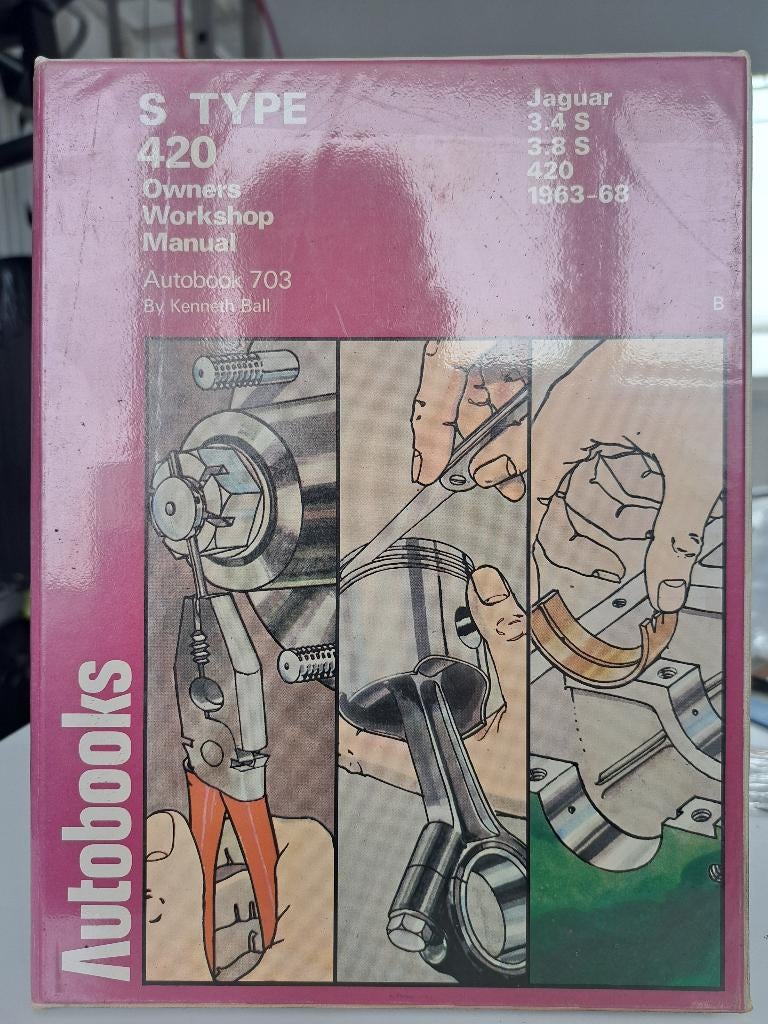 S TYPE
420
Owners
Workshop
Manual
Autobook 703
By Kenneth Ball
Jaguar
3.4 S
3.8 S
420
1963-68
B
Autobooks